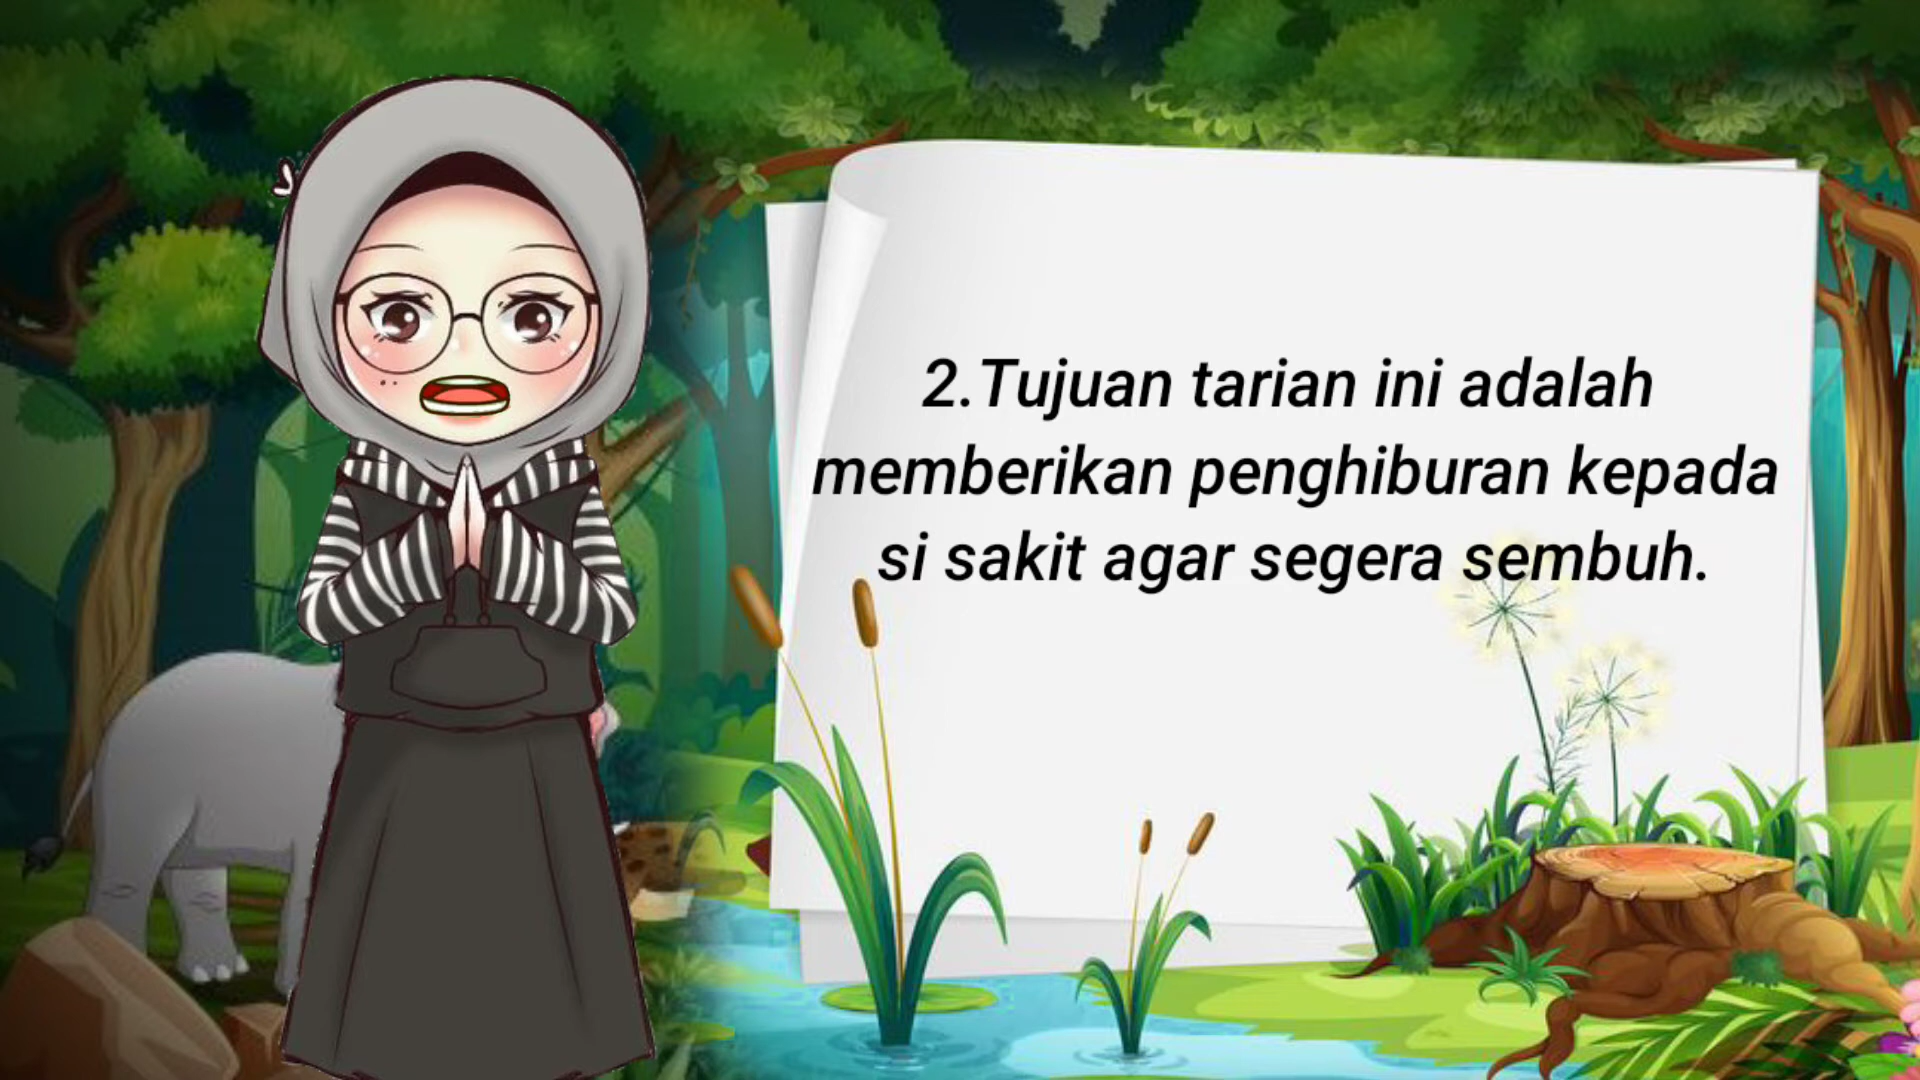 2.Tujuan tarian ini adalah
memberikan penghiburan kepada
si sakit agar segera sembuh.